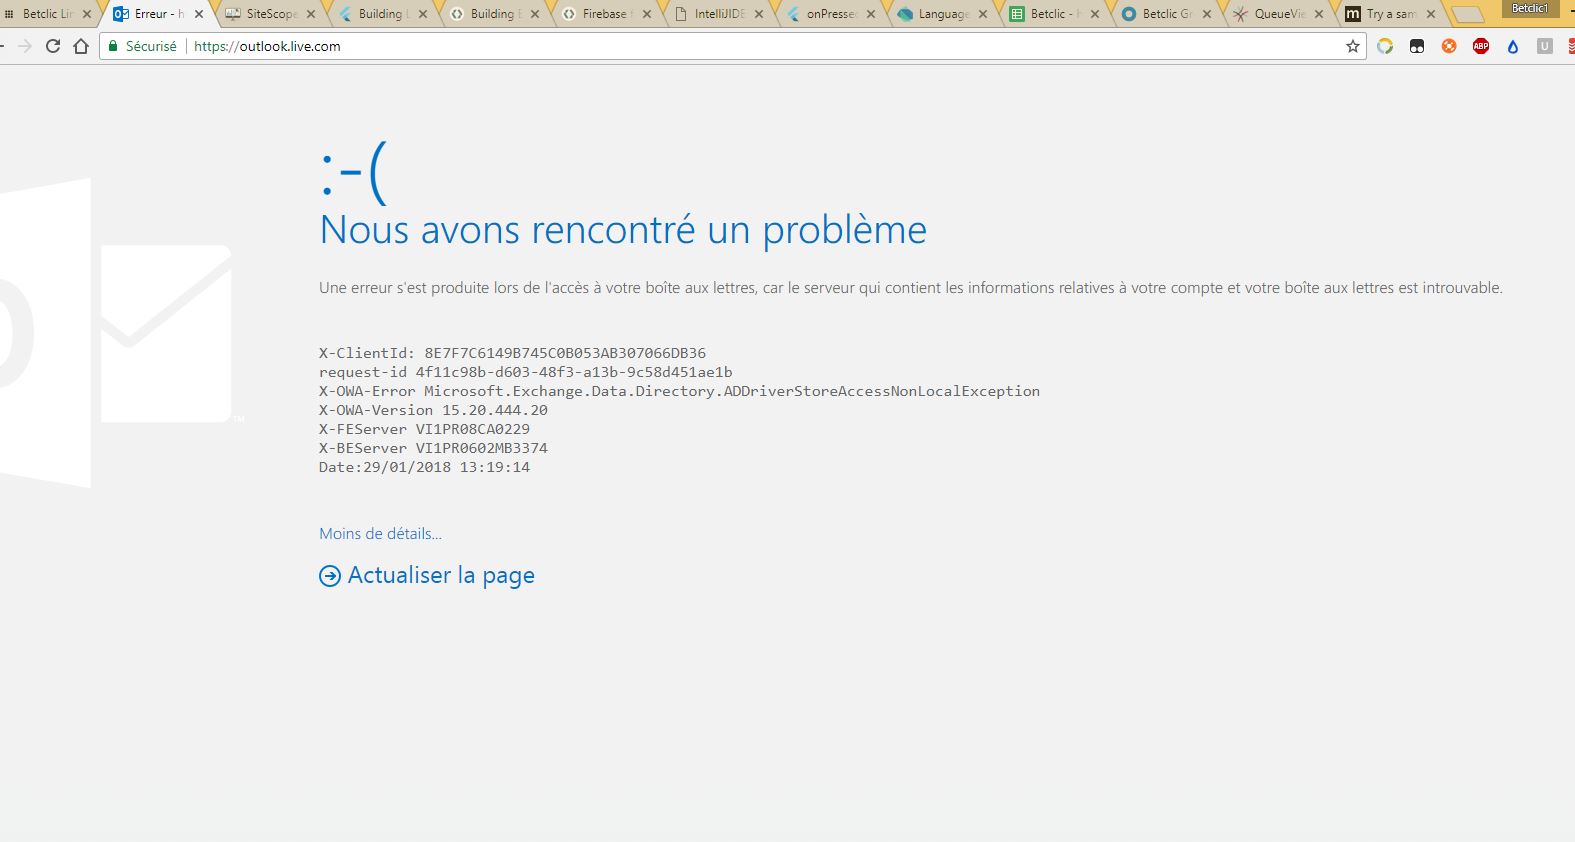 Betclic Lin
Erreur - h
SiteScope
Building L
Building
Firebase
IntelliJIDE
onPressed
Language
Betclic - h
Betclic Gr
QueueVie
Try a sam
Betclic1
Sécurisé
https://outlook.live.com
ABP
U
:-(
Nous avons rencontré un problème
Une erreur s'est produite lors de l'accès à votre boîte aux lettres, car le serveur qui contient les informations relatives à votre compte et votre boîte aux lettres est introuvable.
X-ClientId: 8E7F7C6149B745C0B053AB307066DB36
request-id 4f11c98b-d603-48f3-a13b-9c58d451ae1b
X-OWA-Error Microsoft.Exchange.Data.Directory.ADDriverStoreAccessNonLocalException
X-OWA-Version 15.20.444.20
X-FEServer VI1PR08CA0229
X-BEServer VI1PR0602MB3374
Date:29/01/2018 13:19:14
TM
Moins de détails...
Actualiser la page